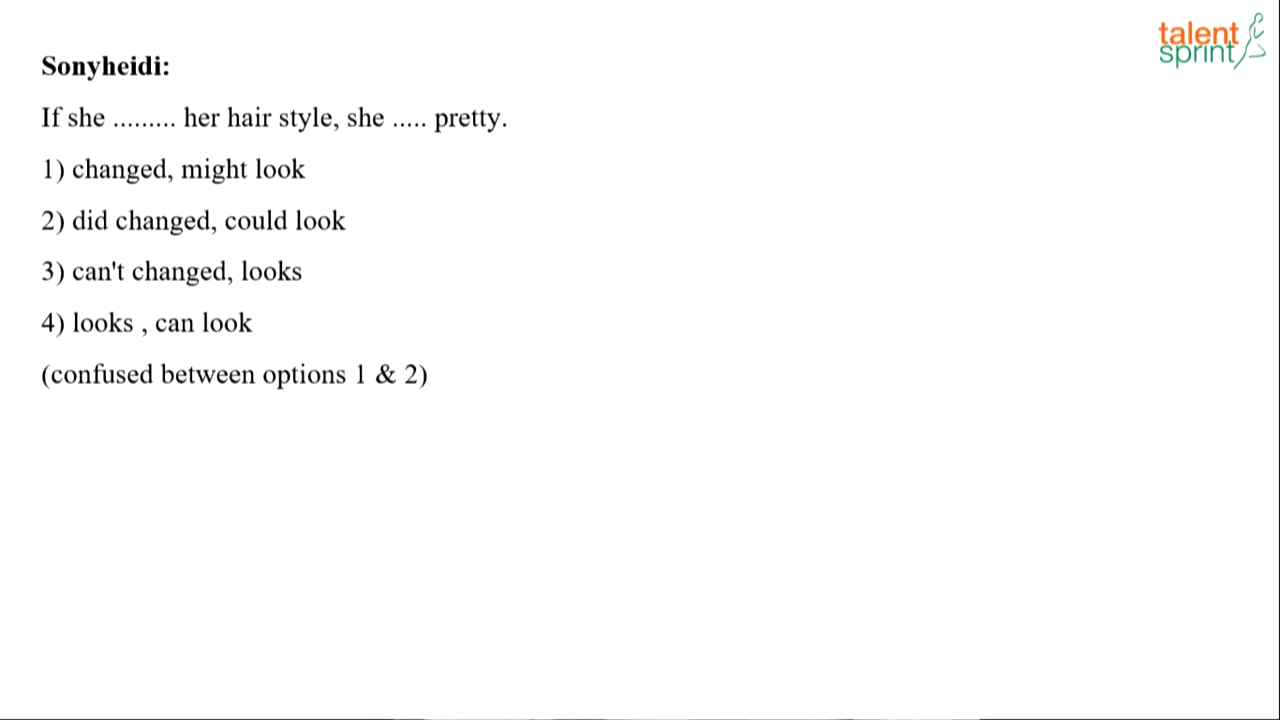 talent
sprint
Sonyheidi:
If she ......... her hair style, she ..... pretty.
1) changed, might look
2) did changed, could look
3) can't changed, looks
4) looks , can look
(confused between options 1 & 2)